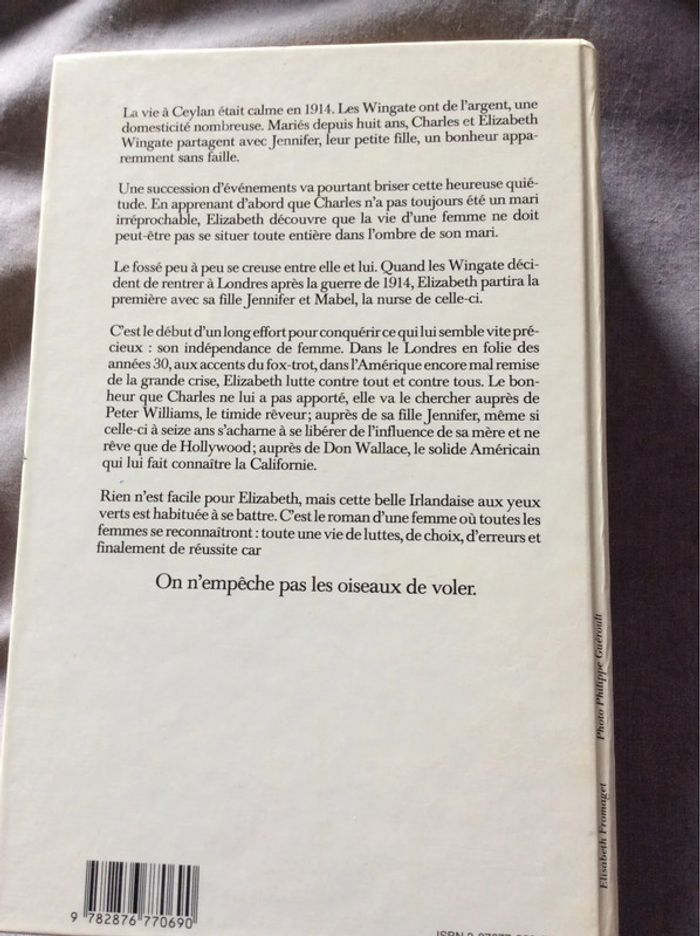 La vie à Ceylan était calme en 1914. Les Wingate ont de l'argent, une
domesticité nombreuse. Mariés depuis huit ans, Charles et Elizabeth
Wingate partagent avec Jennifer, leur petite fille, un bonheur appa-
remment sans faille.
Une succession d'événements va pourtant briser cette heureuse quié-
tude. En apprenant d'abord que Charles n'a pas toujours été un mari
irréprochable, Elizabeth découvre que la vie d'une femme ne doit
peut-être pas se situer toute entière dans l'ombre de son mari.
Le fossé peu à peu se creuse entre elle et lui. Quand les Wingate déci-
dent de rentrer à Londres après la guerre de 1914, Elizabeth partira la
première avec sa fille Jennifer et Mabel, la nurse de celle-ci.
C'est le début d'un long effort pour conquérir ce qui lui semble vite pré-
cieux : son indépendance de femme. Dans le Londres en folie des
années 30, aux accents du fox-trot, dans l'Amérique encore mal remise
de la grande crise, Elizabeth lutte contre tout et contre tous. Le bon-
heur que Charles ne lui a pas apporté, elle va le chercher auprès de
Peter Williams, le timide rêveur; auprès de sa fille Jennifer, même si
celle-ci à seize ans s'acharne à se libérer de l'influence de sa mère et ne
rêve que de Hollywood; auprès de Don Wallace, le solide Américain
qui lui fait connaître la Californie.
Rien n'est facile pour Elizabeth, mais cette belle Irlandaise aux yeux
verts est habituée à se battre. C'est le roman d'une femme où toutes les
femmes se reconnaîtront : toute une vie de luttes, de choix, d'erreurs et
finalement de réussite car
On n'empêche pas les oiseaux de voler.
Photo Philippe Guéroult
Elisabeth Fromaget
9 782876 770690